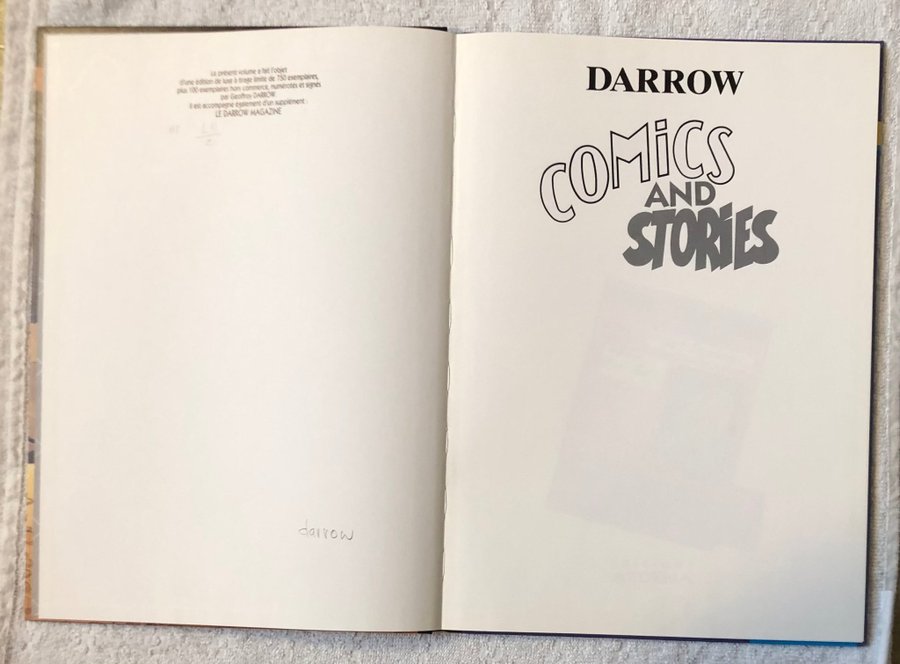 Le présent volume a fait l'objet
d'une édition de luxe à tirage limité de 750 exemplaires,
plus 100 exemplaires hors commerce, numérotés et signés
par Geoffrey DARROW.
Il est accompagné également d'un supplément :
LE DARROW MAGAZINE
darrow
DARROW
COMiCS
AND
STORiES